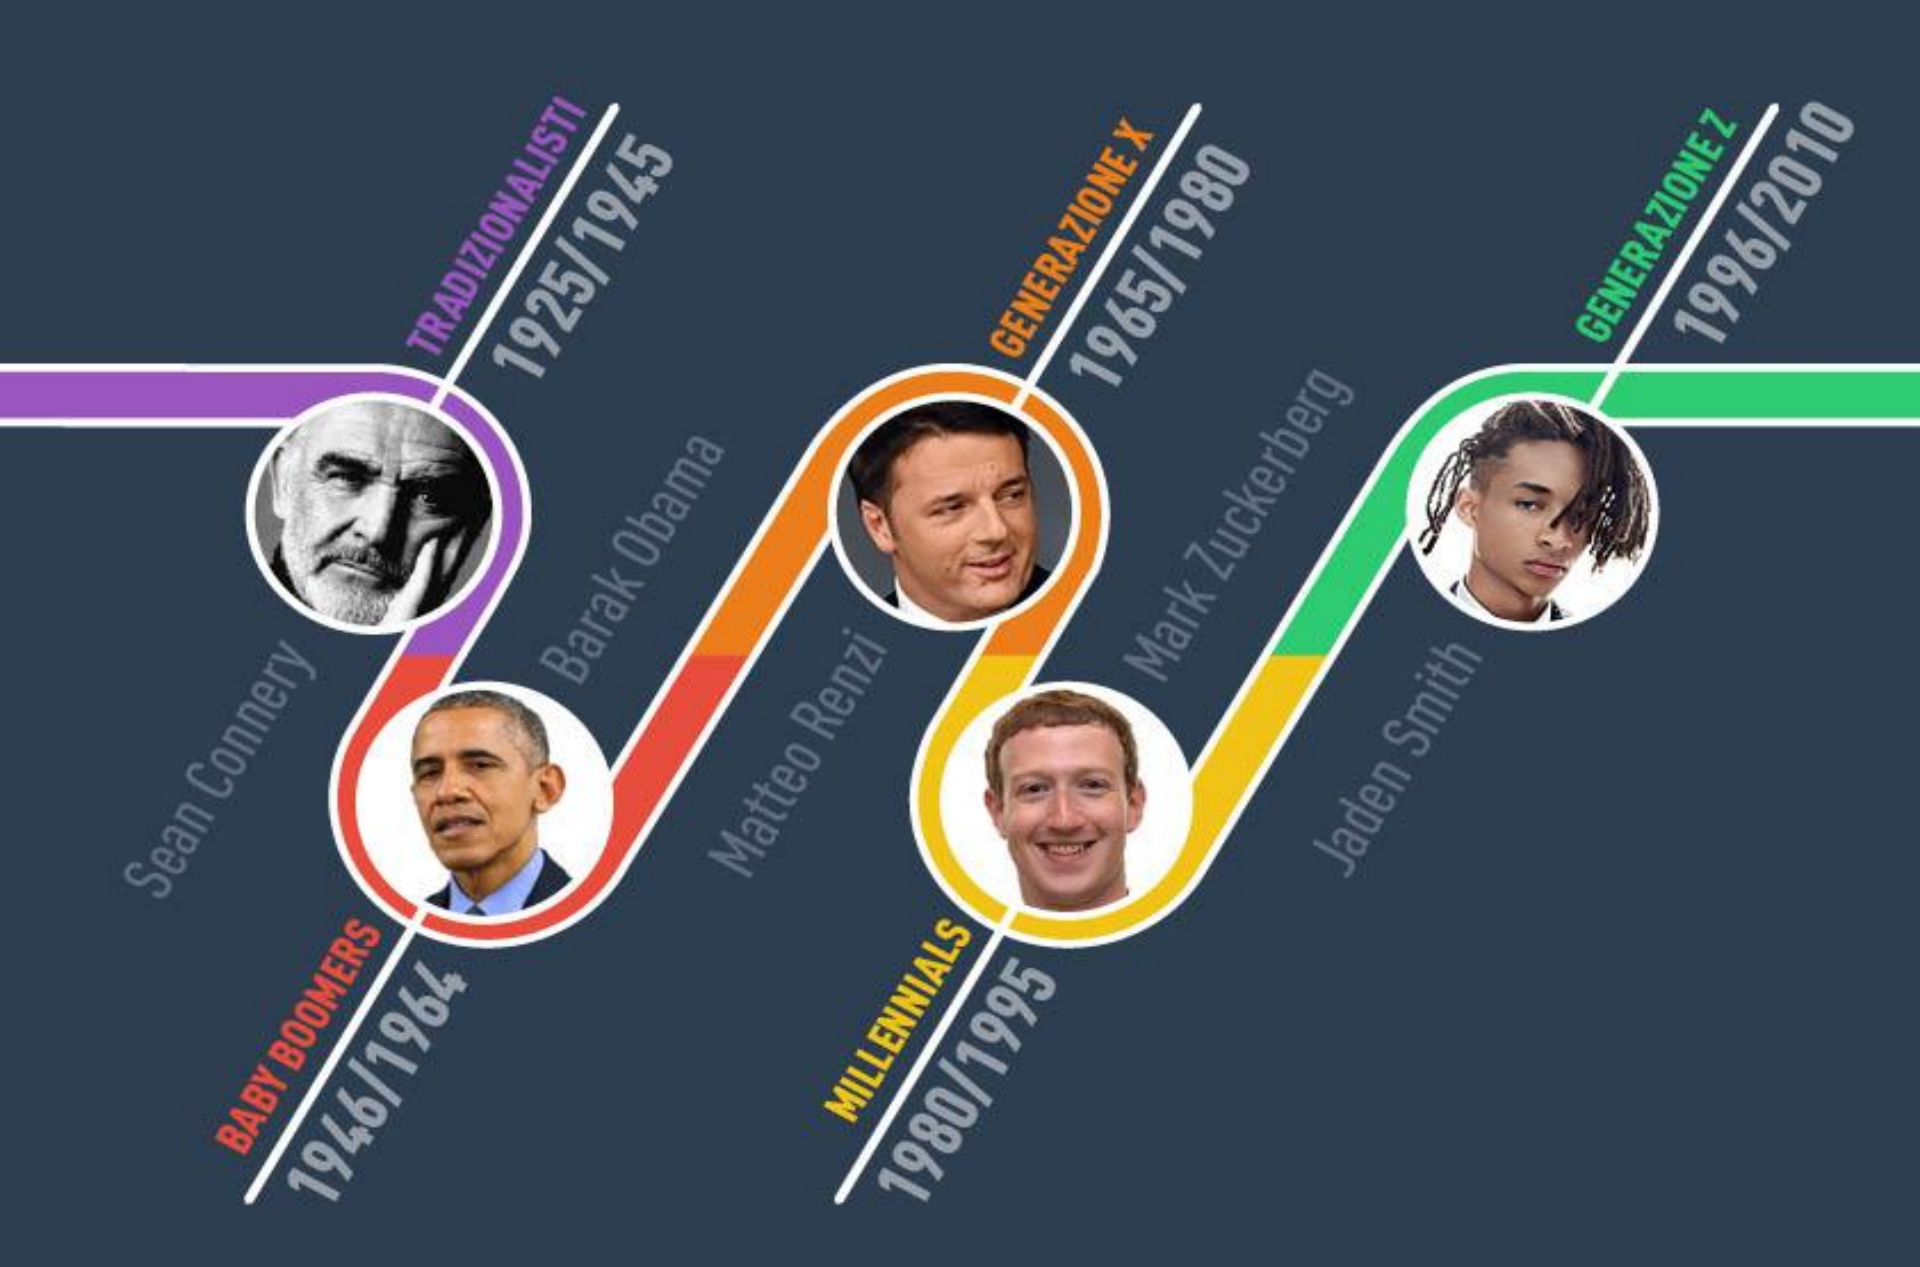 TRADIZIONALISTI
1925/1945
Sean Connery
BABY BOOMERS
1946/1964
Barak Obama
GENERAZIONE X
1965/1980
Matteo Renzi
MILLENNIALS
1980/1995
Mark Zuckerberg
GENERAZIONE Z
1996/2010
Jaden Smith